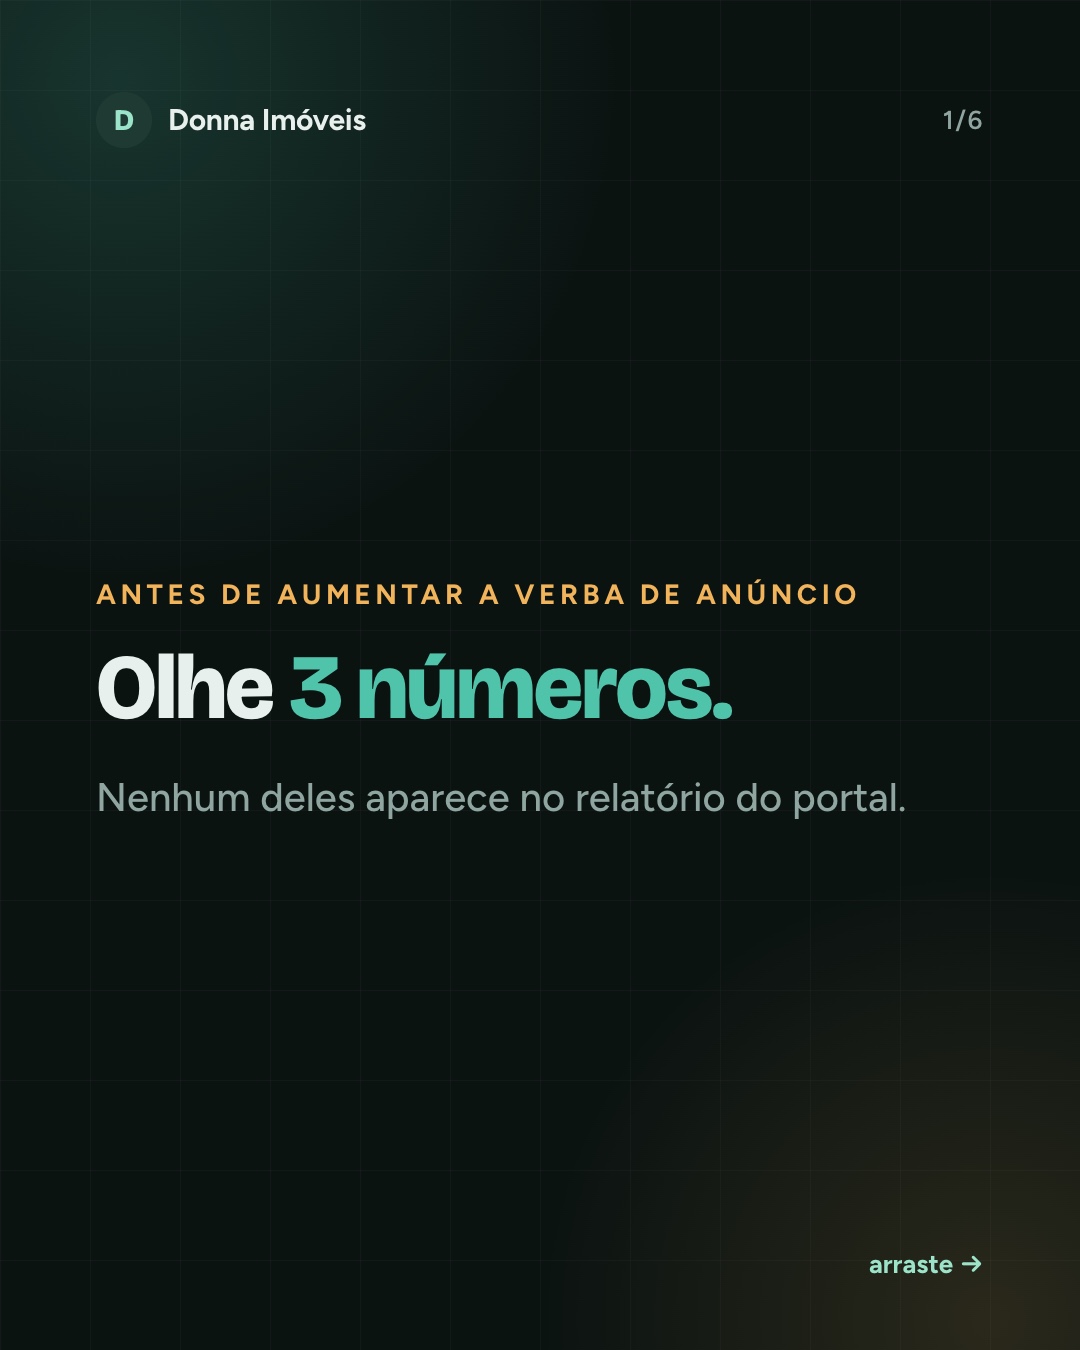 D Donna Imóveis
1/6
ANTES DE AUMENTAR A VERBA DE ANÚNCIO
Olhe 3 números.
Nenhum deles aparece no relatório do portal.
arraste →